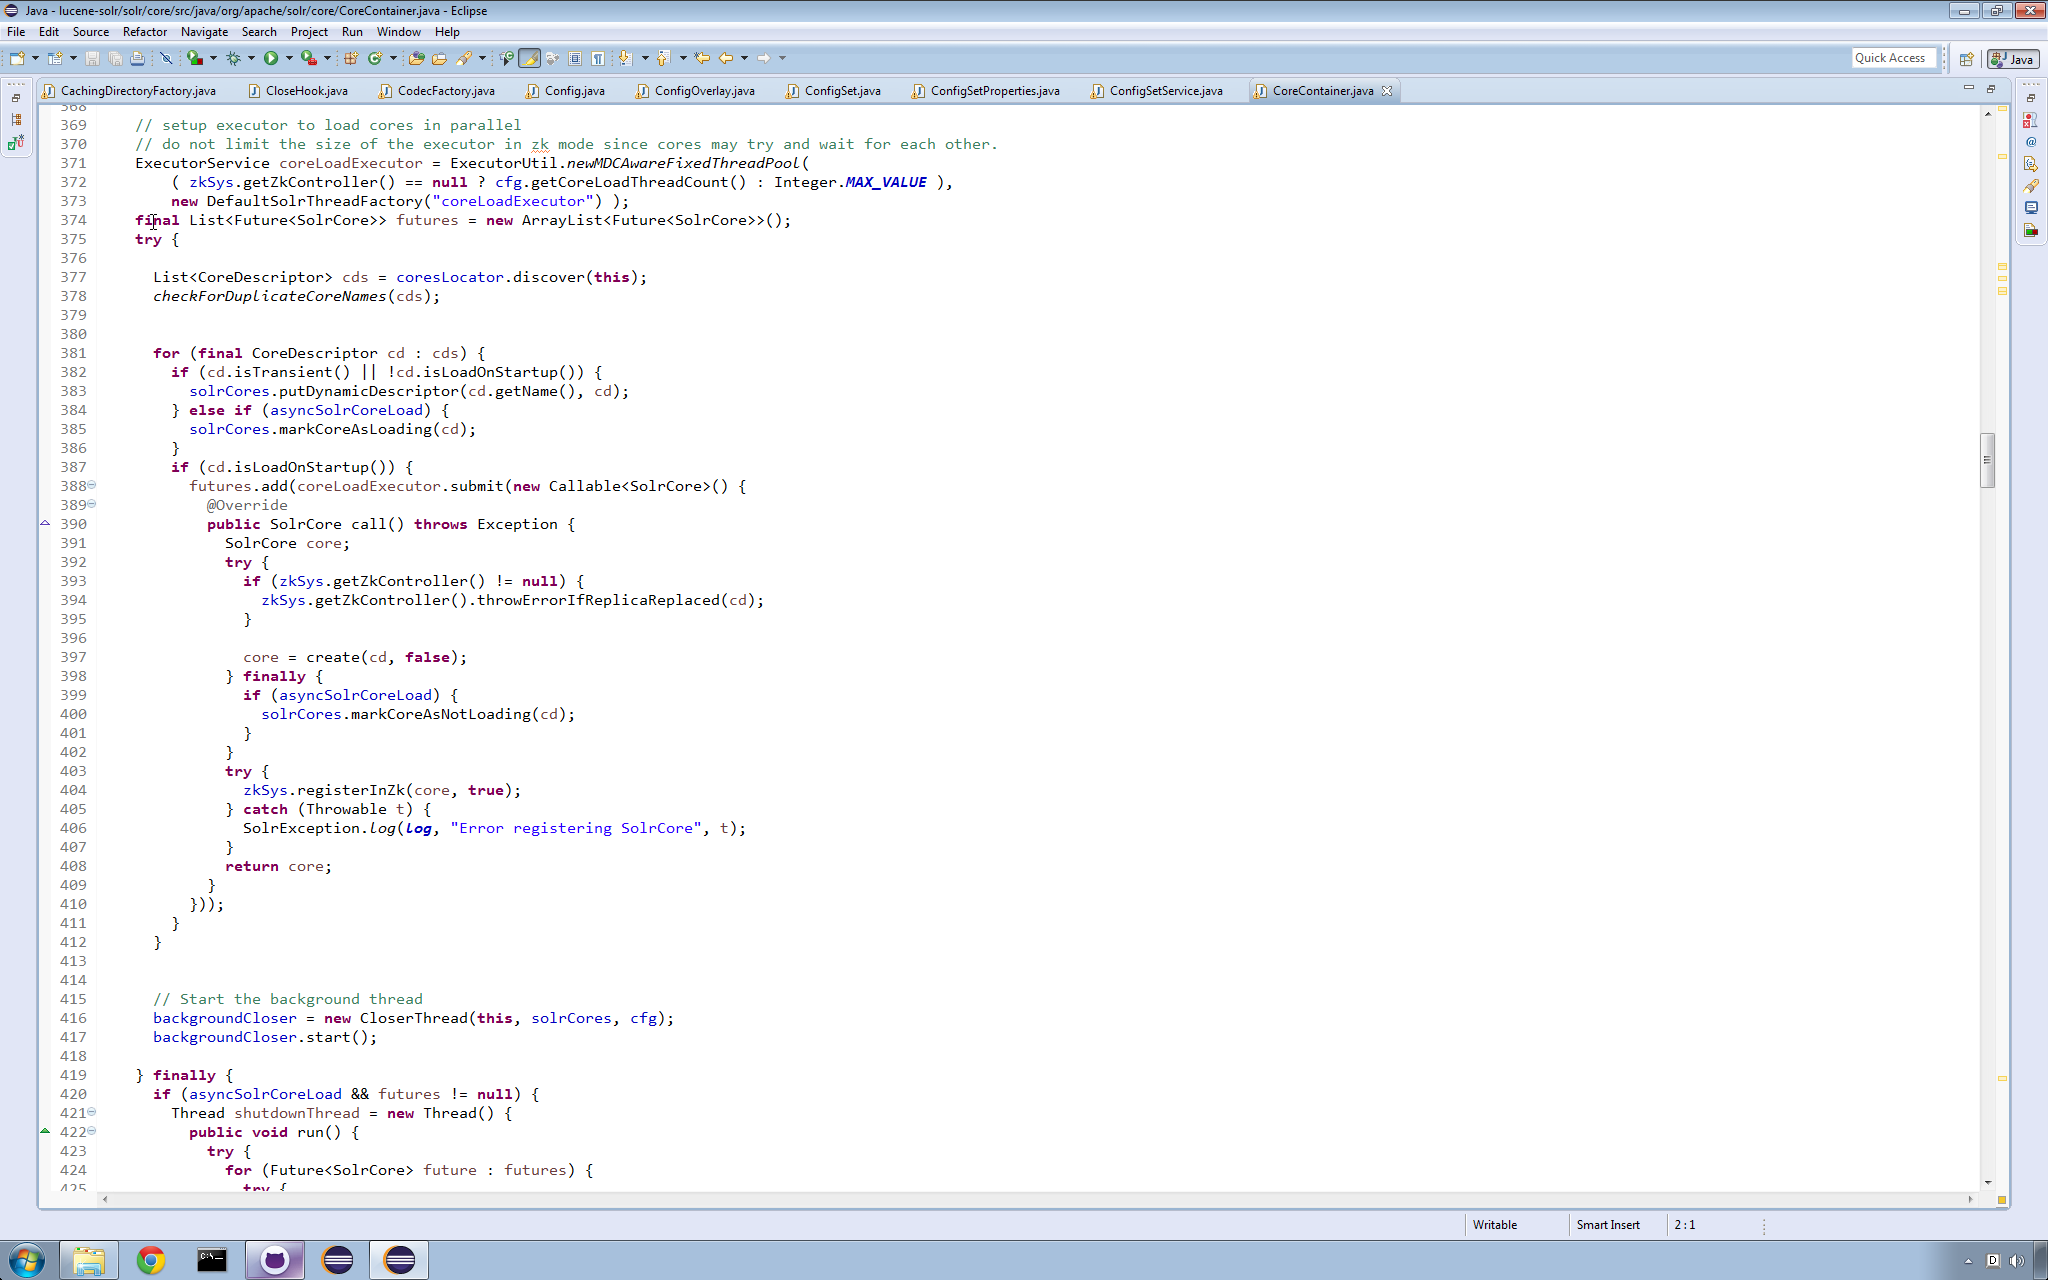 Java - lucene-solr/solr/core/src/java/org/apache/solr/core/CoreContainer.java - Eclipse
File Edit Source Refactor Navigate Search Project Run Window Help
Quick Access Java
CachingDirectoryFactory.java CloseHook.java CodecFactory.java Config.java ConfigOverlay.java ConfigSet.java ConfigSetProperties.java ConfigSetService.java CoreContainer.java
368
369 // setup executor to load cores in parallel
370 // do not limit the size of the executor in zk mode since cores may try and wait for each other.
371 ExecutorService coreLoadExecutor = ExecutorUtil.newMDCAwareFixedThreadPool(
372 ( zkSys.getZkController() == null ? cfg.getCoreLoadThreadCount() : Integer.MAX_VALUE ),
373 new DefaultSolrThreadFactory("coreLoadExecutor") );
374 final List<Future<SolrCore>> futures = new ArrayList<Future<SolrCore>>();
375 try {
376
377 List<CoreDescriptor> cds = coresLocator.discover(this);
378 checkForDuplicateCoreNames(cds);
379
380
381 for (final CoreDescriptor cd : cds) {
382 if (cd.isTransient() || !cd.isLoadOnStartup()) {
383 solrCores.putDynamicDescriptor(cd.getName(), cd);
384 } else if (asyncSolrCoreLoad) {
385 solrCores.markCoreAsLoading(cd);
386 }
387 if (cd.isLoadOnStartup()) {
388 futures.add(coreLoadExecutor.submit(new Callable<SolrCore>() {
389 @Override
390 public SolrCore call() throws Exception {
391 SolrCore core;
392 try {
393 if (zkSys.getZkController() != null) {
394 zkSys.getZkController().throwErrorIfReplicaReplaced(cd);
395 }
396
397 core = create(cd, false);
398 } finally {
399 if (asyncSolrCoreLoad) {
400 solrCores.markCoreAsNotLoading(cd);
401 }
402 }
403 try {
404 zkSys.registerInZk(core, true);
405 } catch (Throwable t) {
406 SolrException.log(log, "Error registering SolrCore", t);
407 }
408 return core;
409 }
410 }));
411 }
412 }
413
414
415 // Start the background thread
416 backgroundCloser = new CloserThread(this, solrCores, cfg);
417 backgroundCloser.start();
418
419 } finally {
420 if (asyncSolrCoreLoad && futures != null) {
421 Thread shutdownThread = new Thread() {
422 public void run() {
423 try {
424 for (Future<SolrCore> future : futures) {
425 try {
Writable Smart Insert 2 : 1